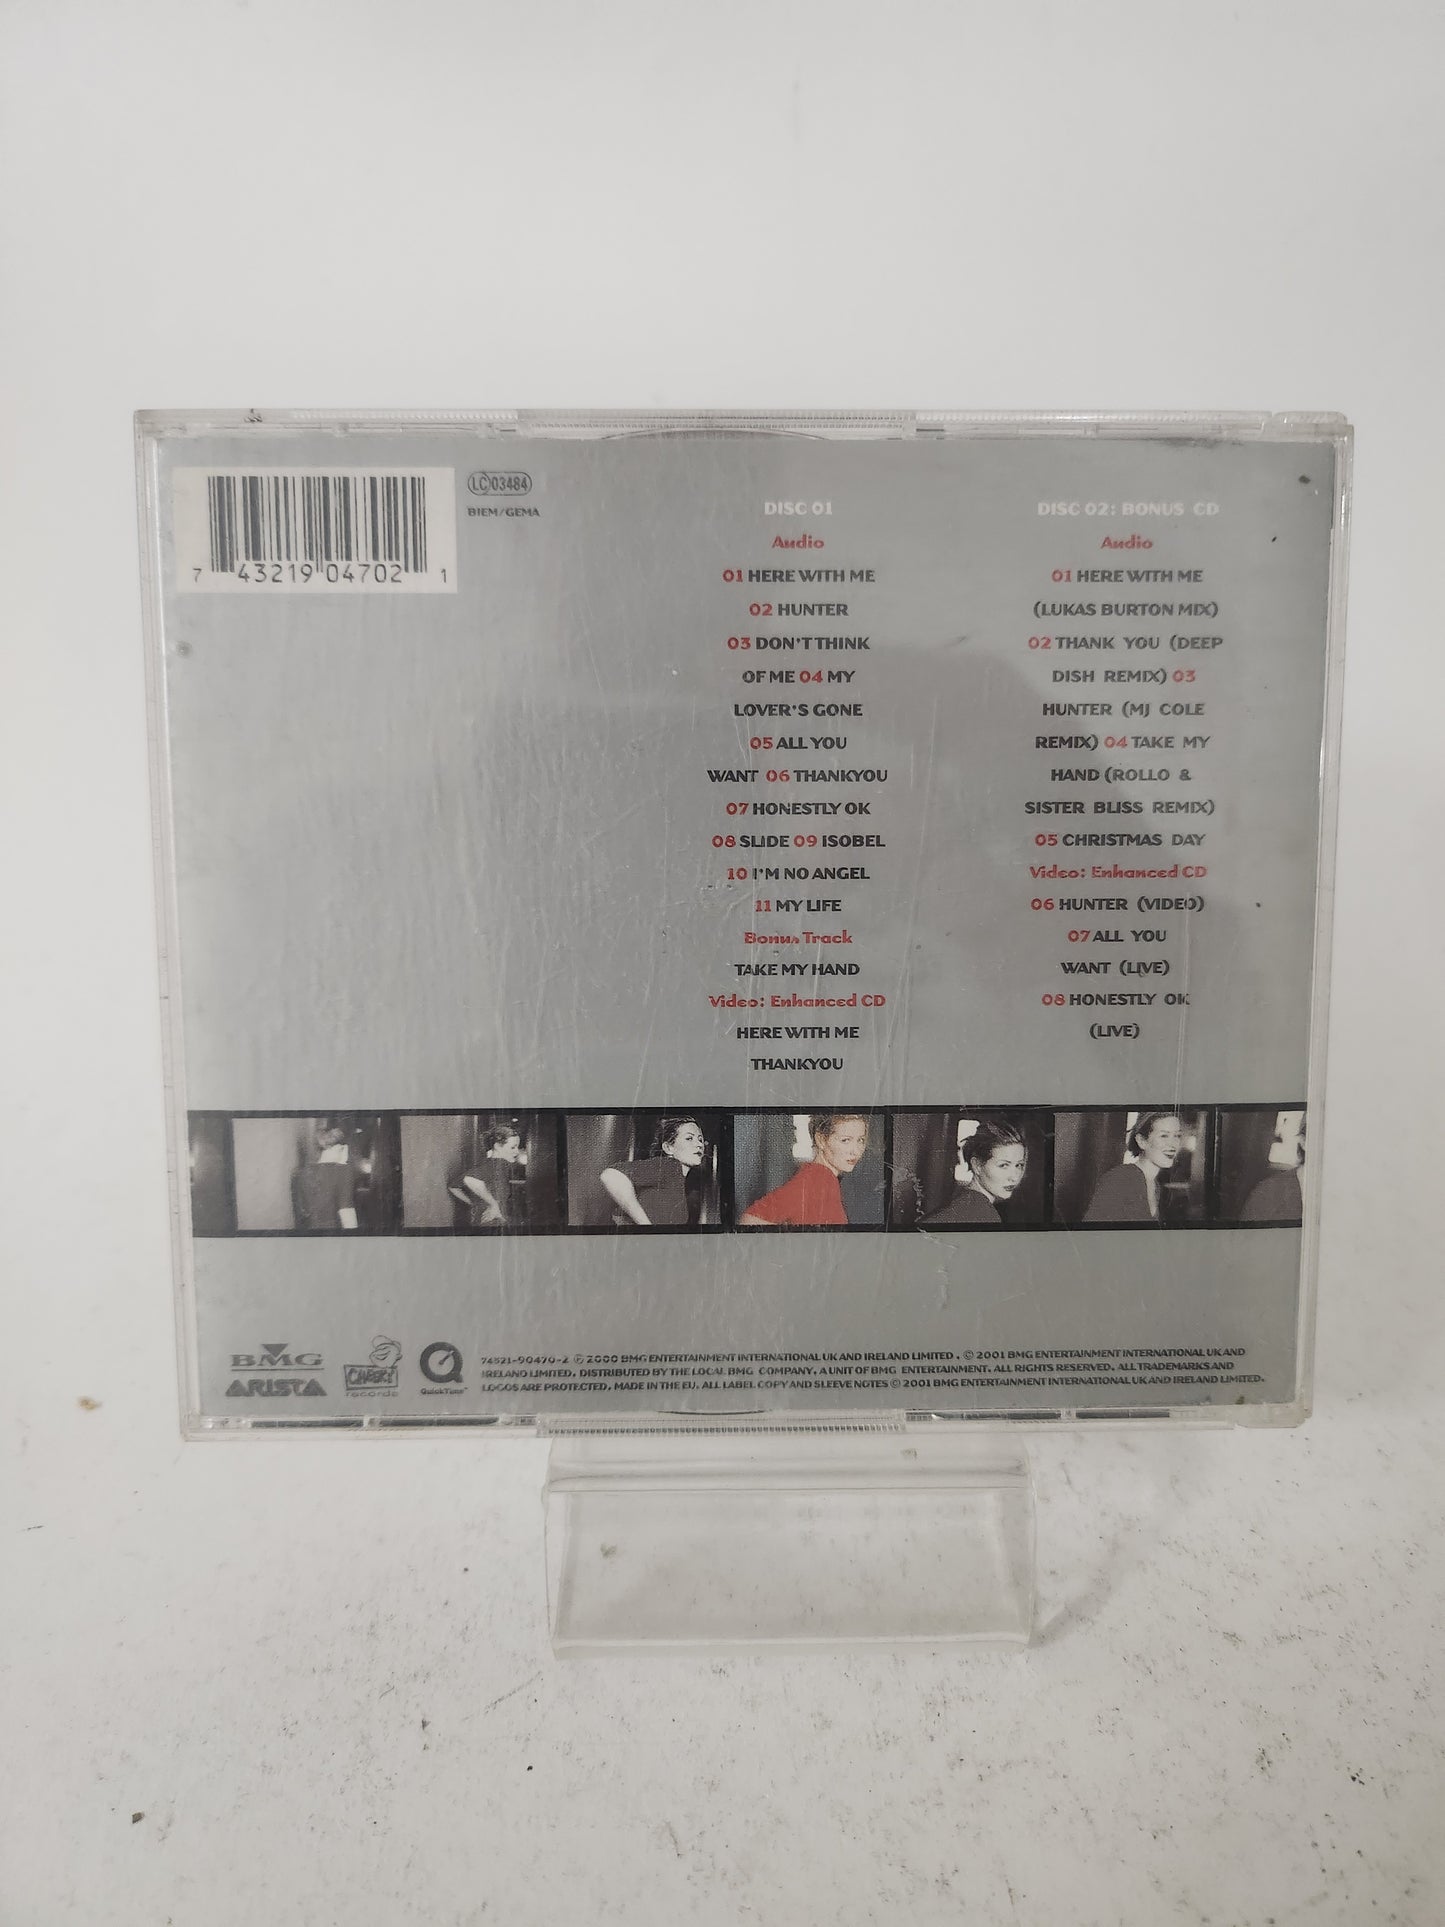 7 43219 04702 1
LC 03484
BIEM/GEMA
DISC 01
Audio
01 HERE WITH ME
02 HUNTER
03 DON'T THINK
OF ME 04 MY
LOVER'S GONE
05 ALL YOU
WANT 06 THANKYOU
07 HONESTLY OK
08 SLIDE 09 ISOBEL
10 I'M NO ANGEL
11 MY LIFE
Bonus Track
TAKE MY HAND
Video: Enhanced CD
HERE WITH ME
THANKYOU
DISC 02: BONUS CD
Audio
01 HERE WITH ME
(LUKAS BURTON MIX)
02 THANK YOU (DEEP
DISH REMIX) 03
HUNTER (MJ COLE
REMIX) 04 TAKE MY
HAND (ROLLO &
SISTER BLISS REMIX)
05 CHRISTMAS DAY
Video: Enhanced CD
06 HUNTER (VIDEO)
07 ALL YOU
WANT (LIVE)
08 HONESTLY OK
(LIVE)
BMG
ARISTA
CHEEKY
records
QuickTime™
74321-90470-2 ℗ 2000 BMG ENTERTAINMENT INTERNATIONAL UK AND IRELAND LIMITED. © 2001 BMG ENTERTAINMENT INTERNATIONAL UK AND
IRELAND LIMITED. DISTRIBUTED BY THE LOCAL BMG COMPANY, A UNIT OF BMG ENTERTAINMENT. ALL RIGHTS RESERVED. ALL TRADEMARKS AND
LOGOS ARE PROTECTED. MADE IN THE EU. ALL LABEL COPY AND SLEEVE NOTES © 2001 BMG ENTERTAINMENT INTERNATIONAL UK AND IRELAND LIMITED.